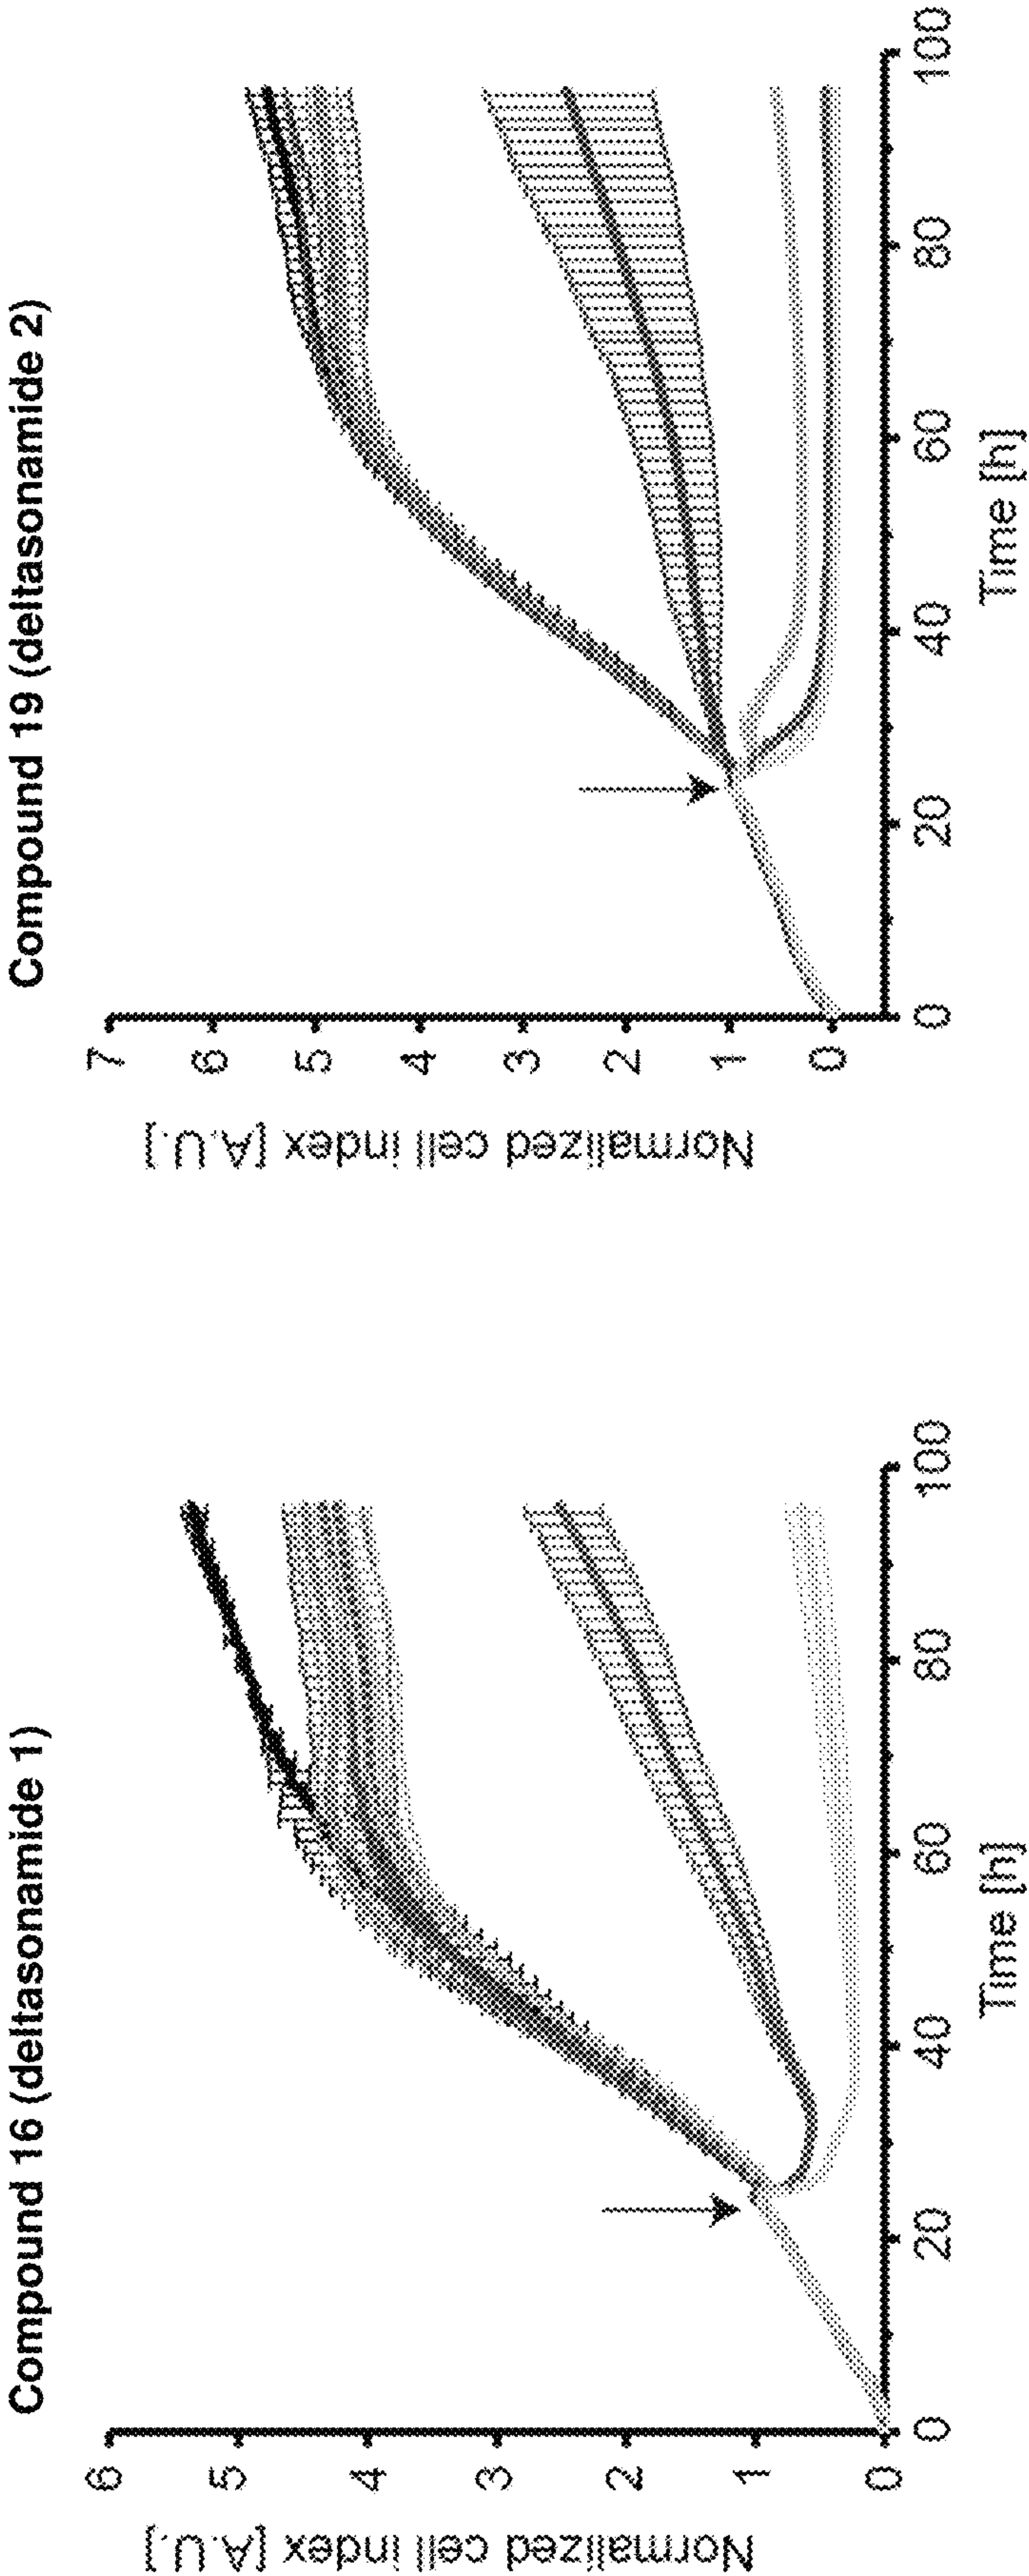 Compound 16 (deltasonamide 1)
Normalized cell index [A.U.]
6
5
4
3
2
1
0
0 20 40 60 80 100
Time [h]
Compound 19 (deltasonamide 2)
Normalized cell index [A.U.]
7
6
5
4
3
2
1
0
0 20 40 60 80 100
Time [h]